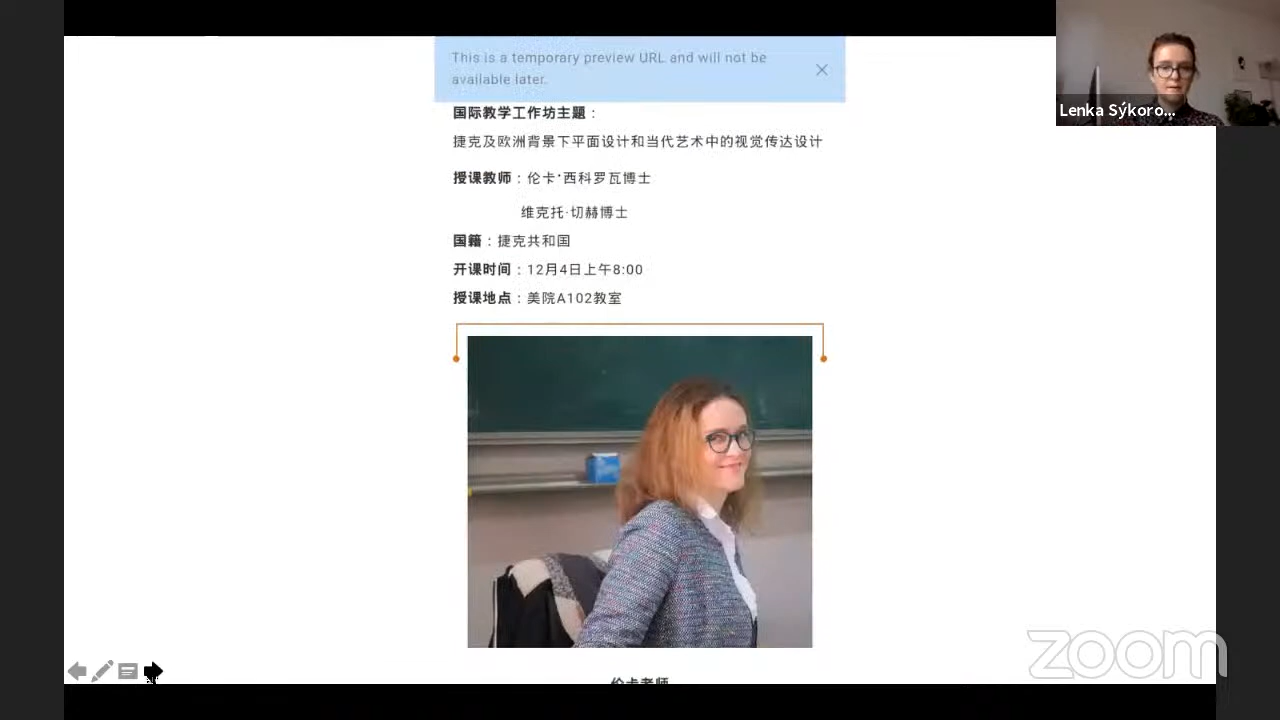 This is a temporary preview URL and will not be
available later.
Lenka Sýkoro...
国际教学工作坊主题：
捷克及欧洲背景下平面设计和当代艺术中的视觉传达设计
授课教师：伦卡·西科罗瓦博士
维克托·切赫博士
国籍：捷克共和国
开课时间：12月4日上午8:00
授课地点：美院A102教室
zoom
伦卡老师